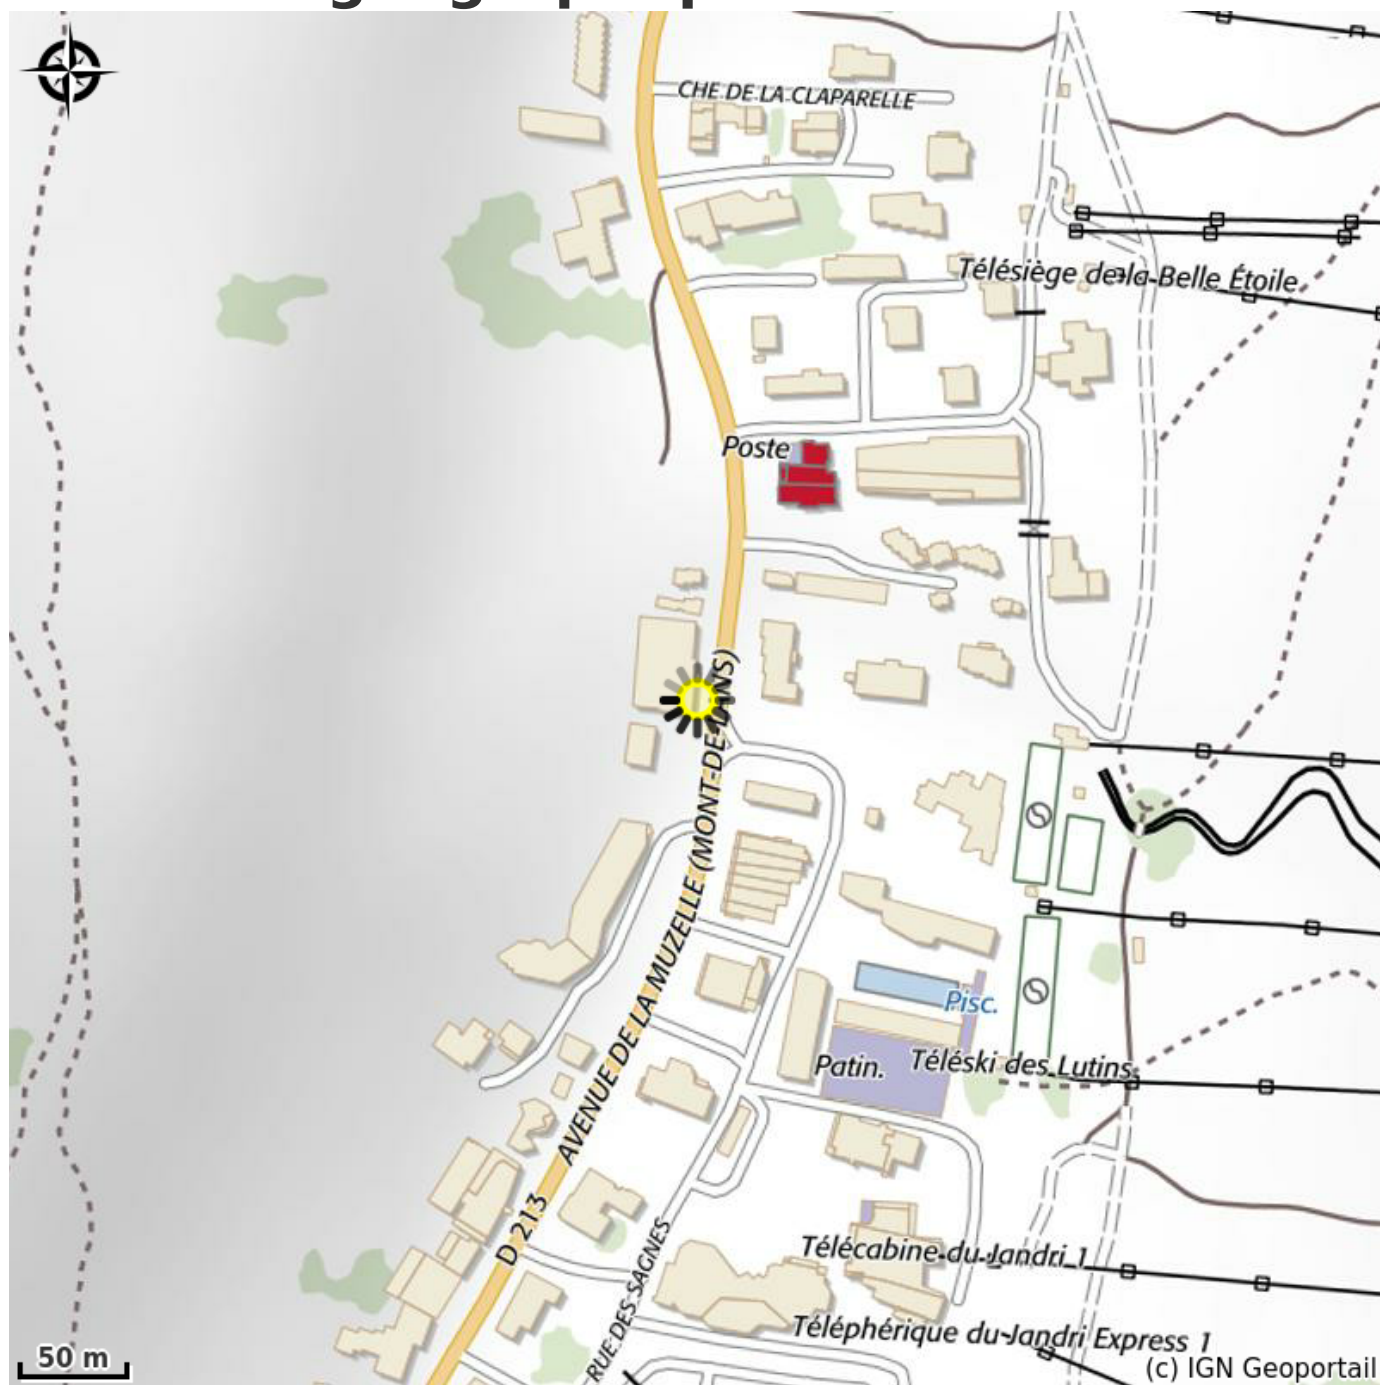 CHE DE LA CLAPARELLE
Télésiège de la Belle Étoile
Poste
AVENUE DE LA MUZELLE (MONT-DE-LANS)
Pisc.
Patin.
Téléski des Lutins
D 213
RUE DES SAGNES
Télécabine du Jandri 1
Téléphérique du Jandri Express 1
50 m
(c) IGN Geoportail